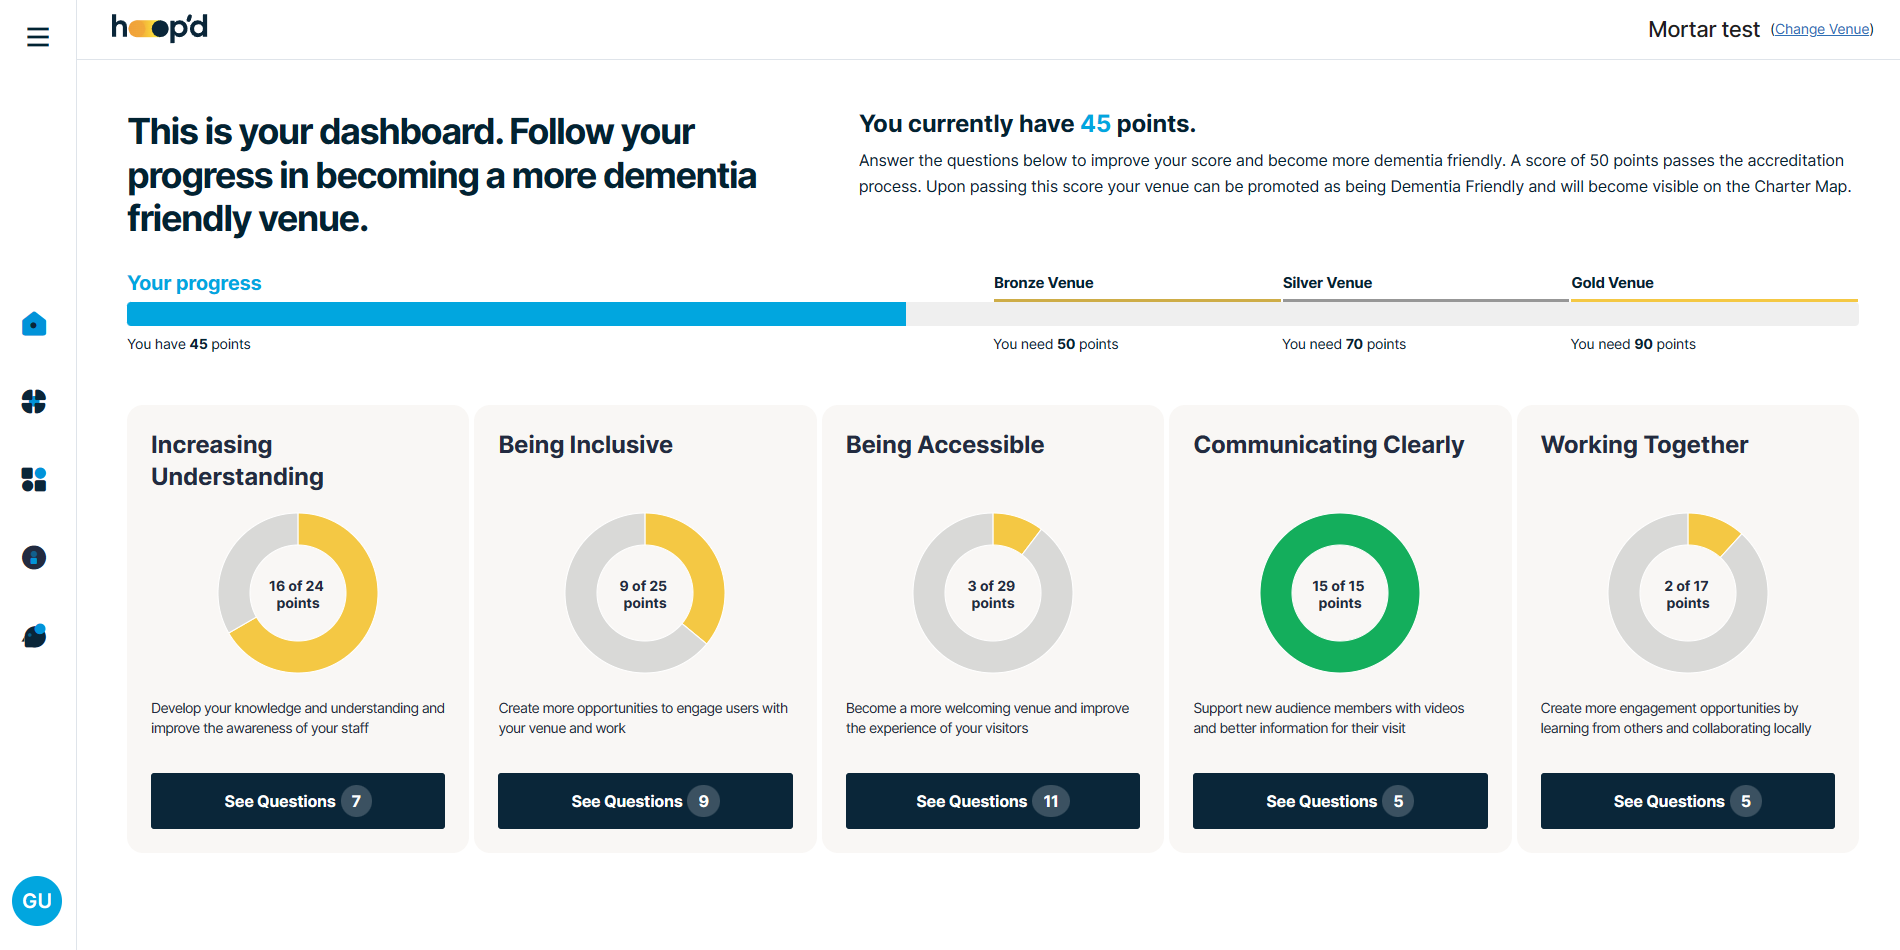 hoop'd
Mortar test (Change Venue)
This is your dashboard. Follow your
progress in becoming a more dementia
friendly venue.
You currently have 45 points.
Answer the questions below to improve your score and become more dementia friendly. A score of 50 points passes the accreditation
process. Upon passing this score your venue can be promoted as being Dementia Friendly and will become visible on the Charter Map.
Your progress
Bronze Venue
Silver Venue
Gold Venue
You have 45 points
You need 50 points
You need 70 points
You need 90 points
Increasing
Understanding
16 of 24
points
Develop your knowledge and understanding and
improve the awareness of your staff
See Questions 7
Being Inclusive
9 of 25
points
Create more opportunities to engage users with
your venue and work
See Questions 9
Being Accessible
3 of 29
points
Become a more welcoming venue and improve
the experience of your visitors
See Questions 11
Communicating Clearly
15 of 15
points
Support new audience members with videos
and better information for their visit
See Questions 5
Working Together
2 of 17
points
Create more engagement opportunities by
learning from others and collaborating locally
See Questions 5
GU